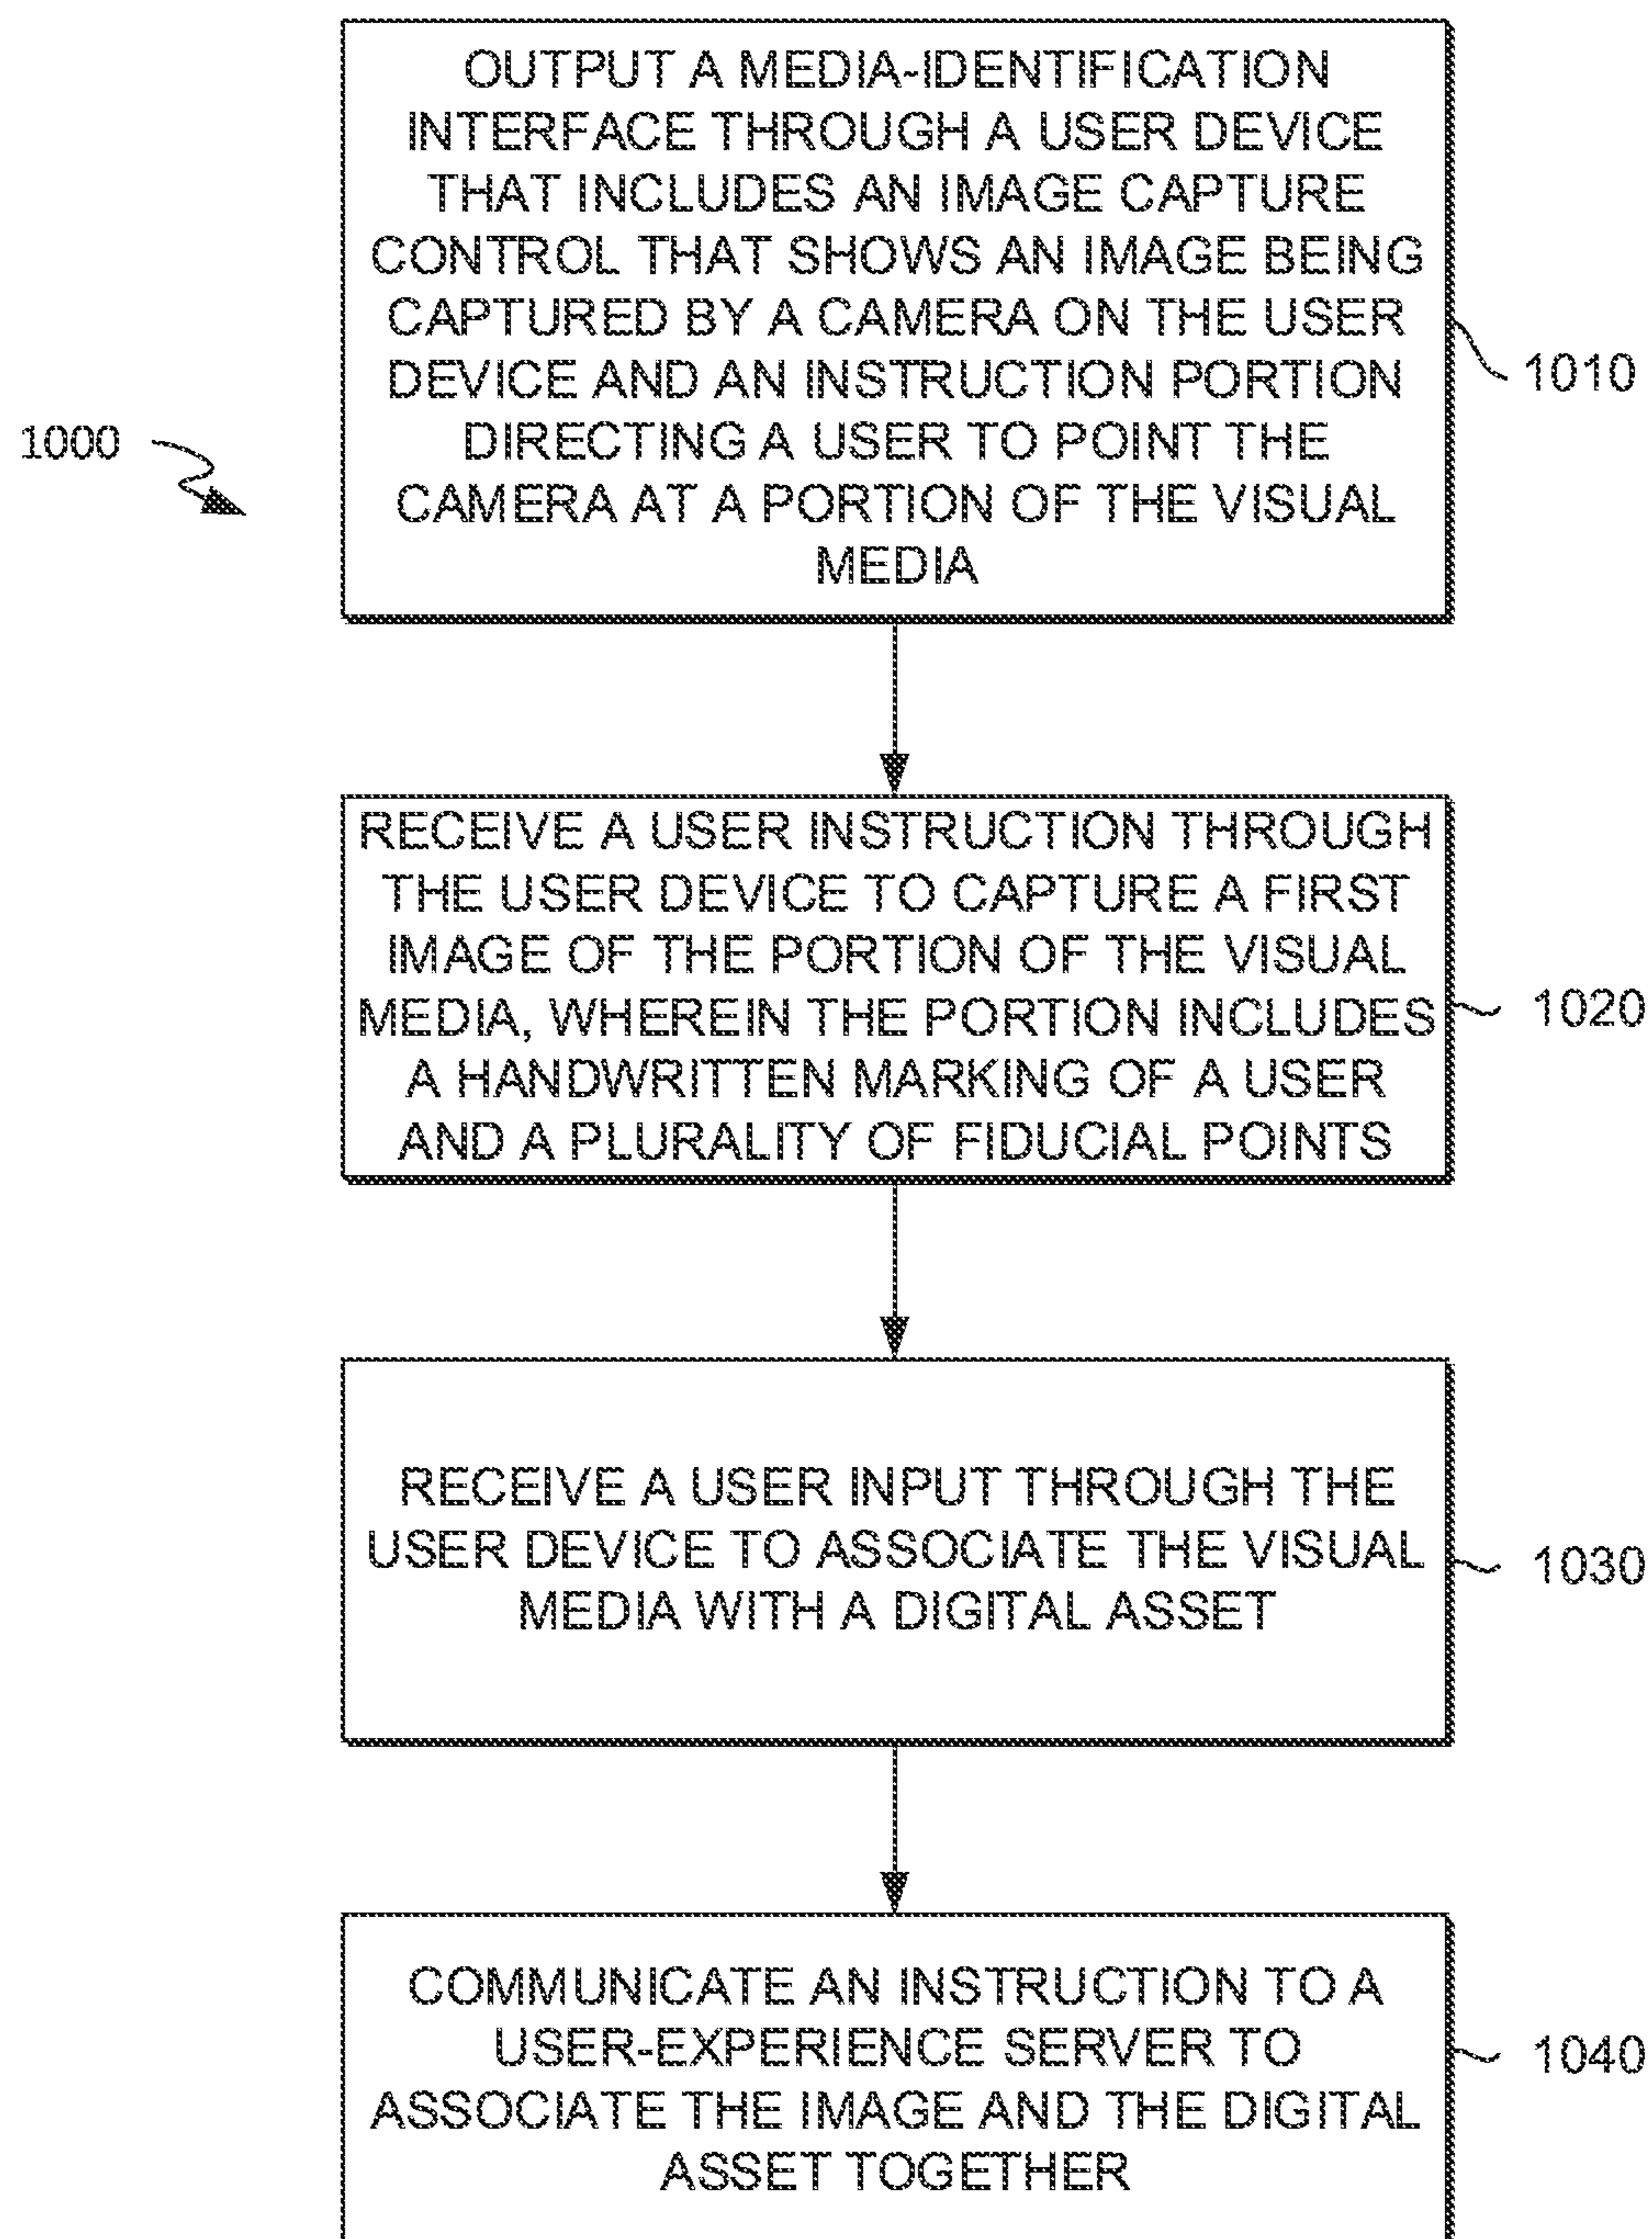 OUTPUT A MEDIA-IDENTIFICATION
INTERFACE THROUGH A USER DEVICE
THAT INCLUDES AN IMAGE CAPTURE
CONTROL THAT SHOWS AN IMAGE BEING
CAPTURED BY A CAMERA ON THE USER
DEVICE AND AN INSTRUCTION PORTION
DIRECTING A USER TO POINT THE
CAMERA AT A PORTION OF THE VISUAL
MEDIA
1010
1000
RECEIVE A USER INSTRUCTION THROUGH
THE USER DEVICE TO CAPTURE A FIRST
IMAGE OF THE PORTION OF THE VISUAL
MEDIA, WHEREIN THE PORTION INCLUDES
A HANDWRITTEN MARKING OF A USER
AND A PLURALITY OF FIDUCIAL POINTS
1020
RECEIVE A USER INPUT THROUGH THE
USER DEVICE TO ASSOCIATE THE VISUAL
MEDIA WITH A DIGITAL ASSET
1030
COMMUNICATE AN INSTRUCTION TO A
USER-EXPERIENCE SERVER TO
ASSOCIATE THE IMAGE AND THE DIGITAL
ASSET TOGETHER
1040